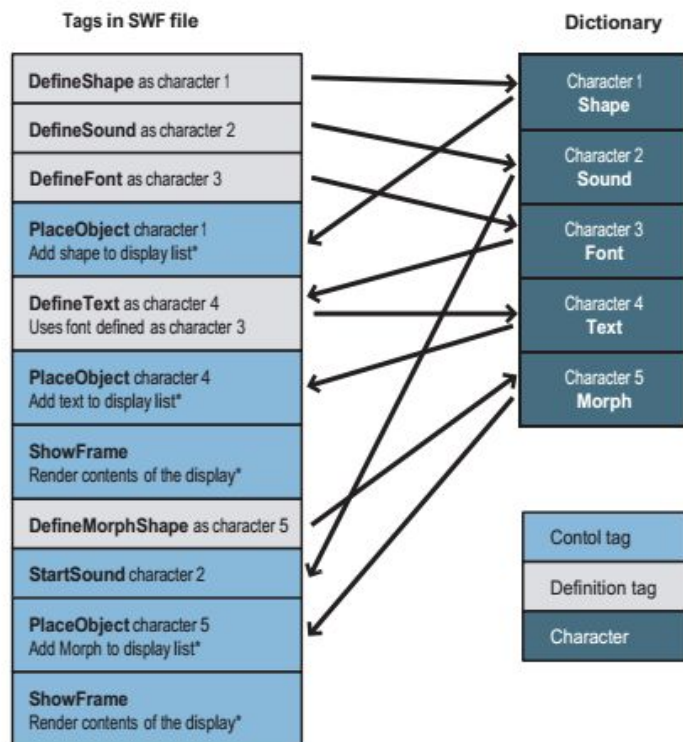 Tags in SWF file
DefineShape as character 1
DefineSound as character 2
DefineFont as character 3
PlaceObject character 1
Add shape to display list*
DefineText as character 4
Uses font defined as character 3
PlaceObject character 4
Add text to display list*
ShowFrame
Render contents of the display*
DefineMorphShape as character 5
StartSound character 2
PlaceObject character 5
Add Morph to display list*
ShowFrame
Render contents of the display*
Dictionary
Character 1
Shape
Character 2
Sound
Character 3
Font
Character 4
Text
Character 5
Morph
Contol tag
Definition tag
Character